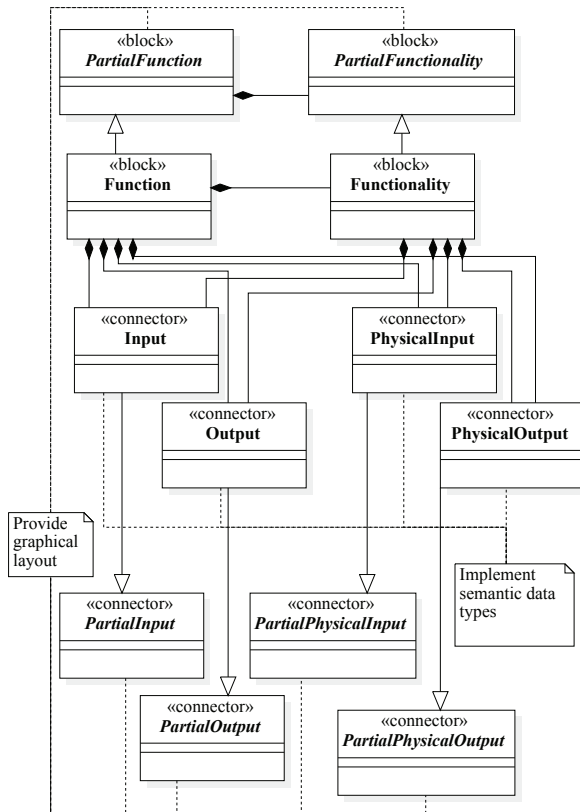 «block»
PartialFunction
«block»
PartialFunctionality
«block»
Function
«block»
Functionality
«connector»
Input
«connector»
PhysicalInput
«connector»
Output
«connector»
PhysicalOutput
Provide
graphical
layout
Implement
semantic data
types
«connector»
PartialInput
«connector»
PartialPhysicalInput
«connector»
PartialOutput
«connector»
PartialPhysicalOutput